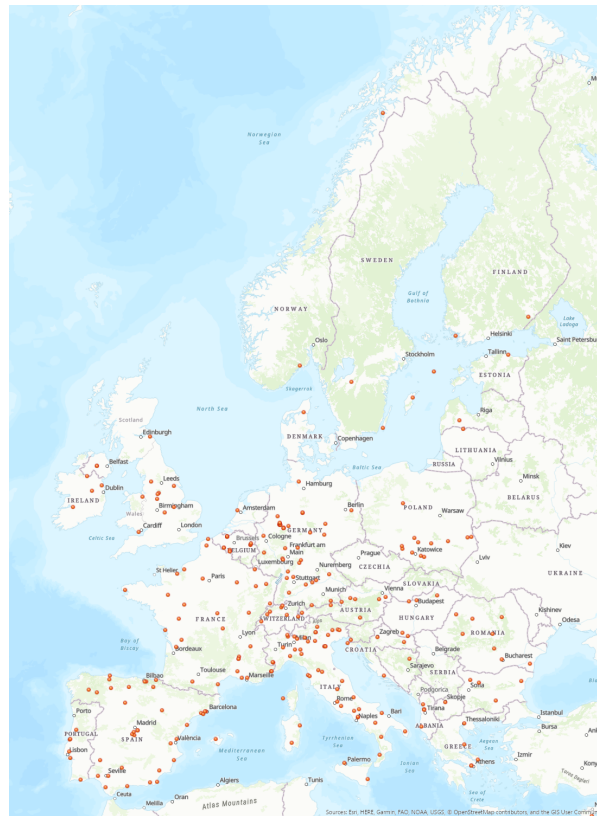 Norwegian
Sea
SWEDEN
FINLAND
Gulf of
Bothnia
NORWAY
Lake
Ladoga
Oslo
Helsinki
Saint Petersbu
Stockholm
Tallinn
ESTONIA
Skagerrak
North Sea
Riga
Scotland
Edinburgh
DENMARK
Copenhagen
LITHUANIA
Vilnius
Belfast
Baltic Sea
RUSSIA
Minsk
Leeds
Dublin
Hamburg
BELARUS
IRELAND
Birmingham
Amsterdam
Berlin
POLAND
Warsaw
Wales
Cardiff
London
GERMANY
Celtic Sea
Brussels
Cologne
Kiev
BELGIUM
Frankfurt am
Main
Katowice
Prague
Lviv
Luxembourg
CZECHIA
St Helier
Nuremberg
UKRAINE
Paris
Stuttgart
SLOVAKIA
Munich
Vienna
Zurich
Budapest
AUSTRIA
Kishinev
FRANCE
SWITZERLAND
HUNGARY
Odesa
Lyon
Zagreb
ROMANIA
Bay of
Biscay
Milan
Turin
Bordeaux
CROATIA
Belgrade
Bucharest
Toulouse
Marseille
Sarajevo
SERBIA
Bilbao
ITALY
Podgorica
Sofia
Porto
Barcelona
Rome
Skopje
Madrid
Naples
Bari
Tirana
Istanbul
PORTUGAL
SPAIN
València
ALBANIA
Thessaloniki
Bursa
Lisbon
Mediterranean
Sea
Tyrrhenian
Sea
GREECE
Aegean
Sea
Izmir
Palermo
Ionian
Sea
Athens
Seville
Algiers
Tunis
Ceuta
Oran
Melilla
Atlas Mountains
Sea of
Crete
Sources: Esri, HERE, Garmin, FAO, NOAA, USGS, © OpenStreetMap contributors, and the GIS User Comm